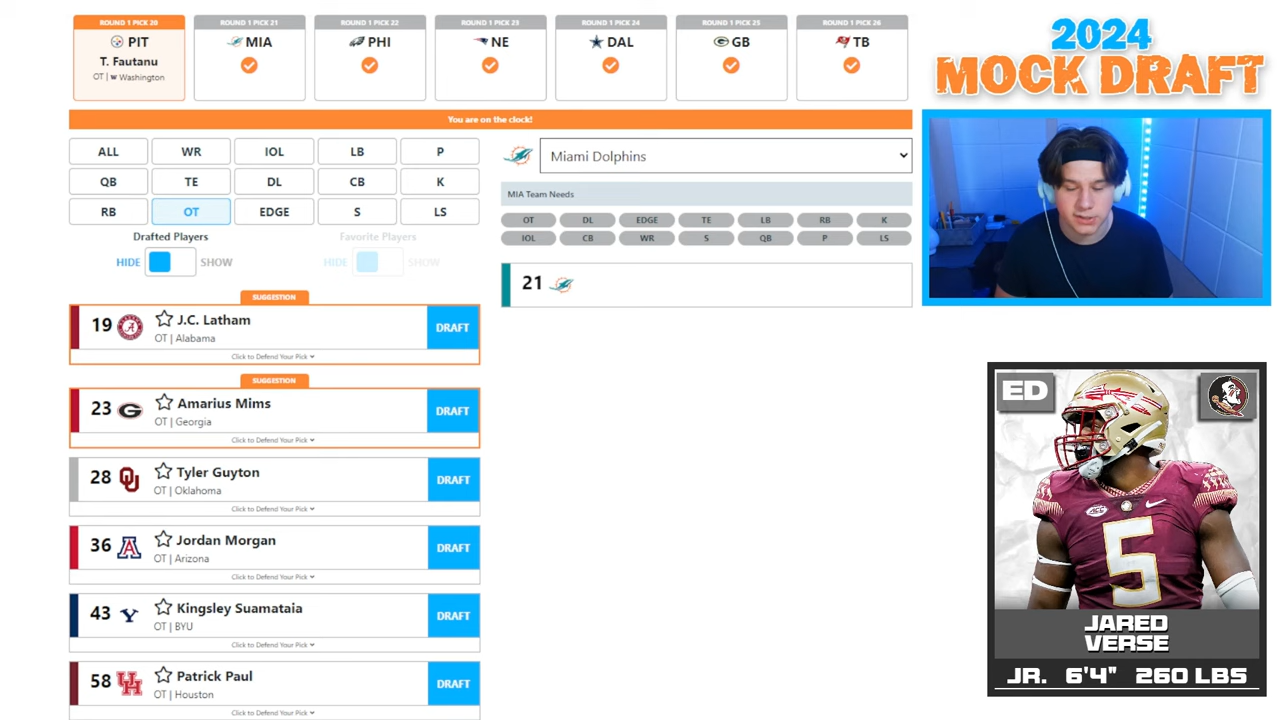 ROUND 1 PICK 20
PIT
T. Fautanu
OT | W Washington
ROUND 1 PICK 21
MIA
ROUND 1 PICK 22
PHI
ROUND 1 PICK 23
NE
ROUND 1 PICK 24
DAL
ROUND 1 PICK 25
GB
ROUND 1 PICK 26
TB
2024
MOCK DRAFT
You are on the clock!
ALL WR IOL LB P
QB TE DL CB K
RB OT EDGE S LS
Drafted Players
HIDE SHOW
Favorite Players
HIDE SHOW
Miami Dolphins
MIA Team Needs
OT DL EDGE TE LB RB K
IOL CB WR S QB P LS
21
SUGGESTION
19 A J.C. Latham
OT | Alabama
DRAFT
Click to Defend Your Pick
SUGGESTION
23 G Amarius Mims
OT | Georgia
DRAFT
Click to Defend Your Pick
28 OU Tyler Guyton
OT | Oklahoma
DRAFT
Click to Defend Your Pick
36 A Jordan Morgan
OT | Arizona
DRAFT
Click to Defend Your Pick
43 Y Kingsley Suamataia
OT | BYU
DRAFT
Click to Defend Your Pick
58 UH Patrick Paul
OT | Houston
DRAFT
Click to Defend Your Pick
ED
ACC
5
JARED
VERSE
JR. 6'4" 260 LBS